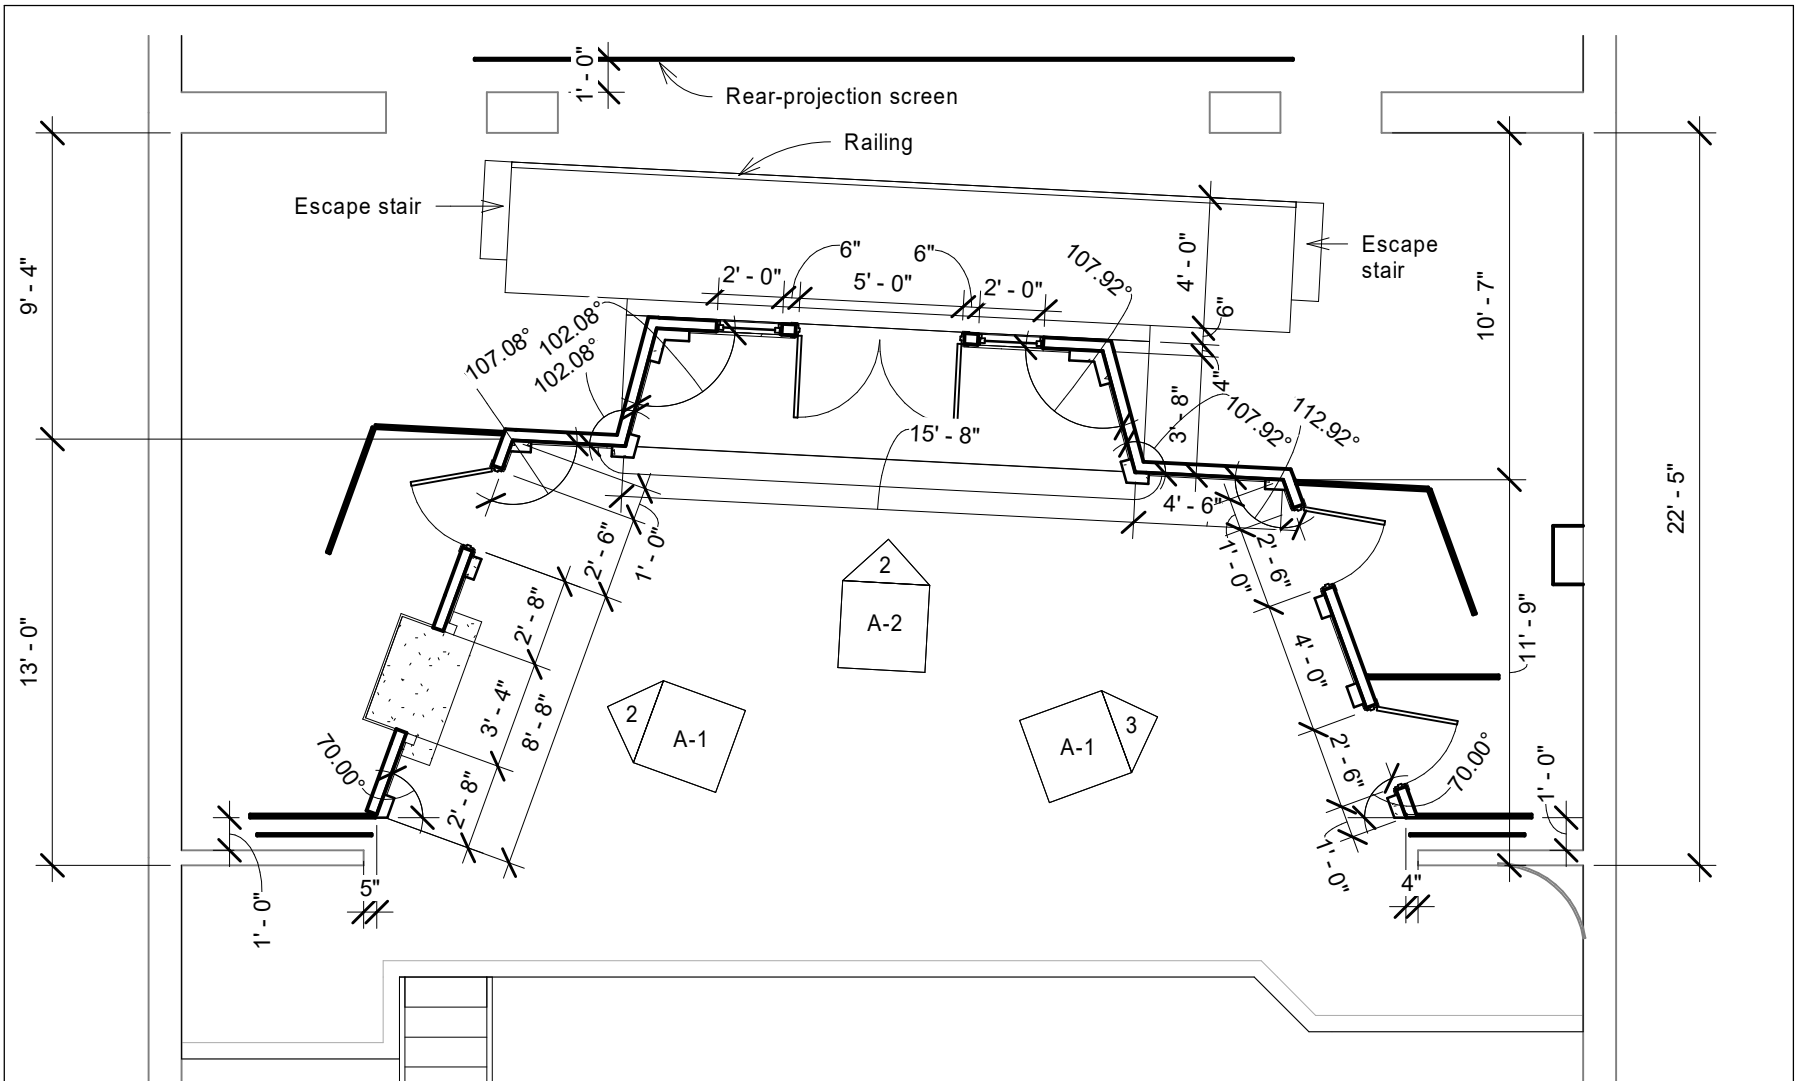 1' - 0"
Rear-projection screen
Railing
Escape stair
Escape
stair
9' - 4"
13' - 0"
10' - 7"
11' - 9"
22' - 5"
2' - 0"
6"
5' - 0"
6"
2' - 0"
107.92°
4' - 0"
6"
4"
3' - 8"
107.08°
102.08°
102.08°
15' - 8"
107.92°
112.92°
4' - 6"
1' - 0"
2' - 6"
1' - 0"
2' - 6"
2' - 8"
3' - 4"
8' - 8"
2' - 8"
70.00°
2
A-2
2
A-1
A-1
3
4' - 0"
2' - 6"
70.00°
1' - 0"
1' - 0"
5"
1' - 0"
4"